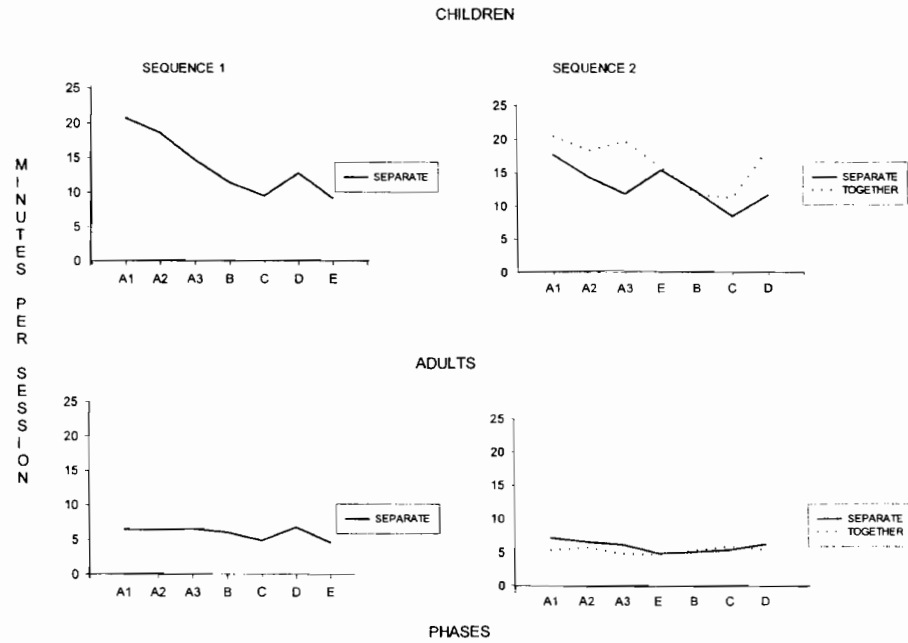 CHILDREN
SEQUENCE 1
SEQUENCE 2
MINUTES PER SESSION
25
20
15
10
5
0
A1 A2 A3 B C D E
SEPARATE
25
20
15
10
5
0
A1 A2 A3 E B C D
SEPARATE
TOGETHER
ADULTS
25
20
15
10
5
0
A1 A2 A3 B C D E
SEPARATE
25
20
15
10
5
0
A1 A2 A3 E B C D
SEPARATE
TOGETHER
PHASES